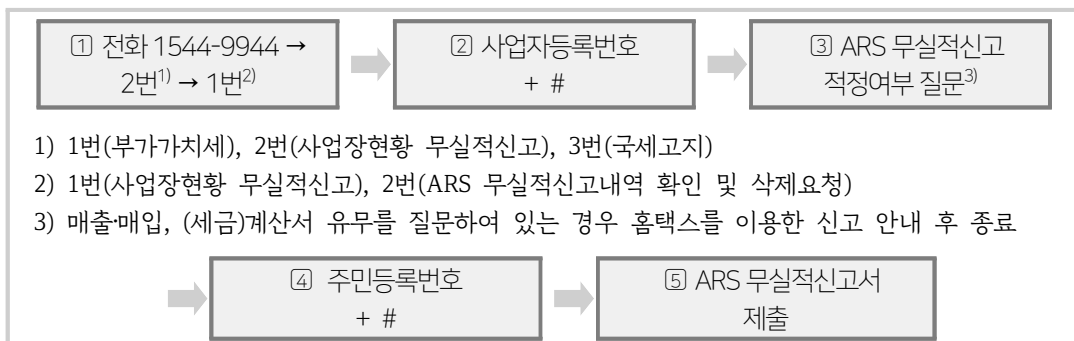 ① 전화 1544-9944 →
2번1) → 1번2)
② 사업자등록번호
+ #
③ ARS 무실적신고
적정여부 질문3)
1) 1번(부가가치세), 2번(사업장현황 무실적신고), 3번(국세고지)
2) 1번(사업장현황 무실적신고), 2번(ARS 무실적신고내역 확인 및 삭제요청)
3) 매출·매입, (세금)계산서 유무를 질문하여 있는 경우 홈택스를 이용한 신고 안내 후 종료
④ 주민등록번호
+ #
⑤ ARS 무실적신고서
제출